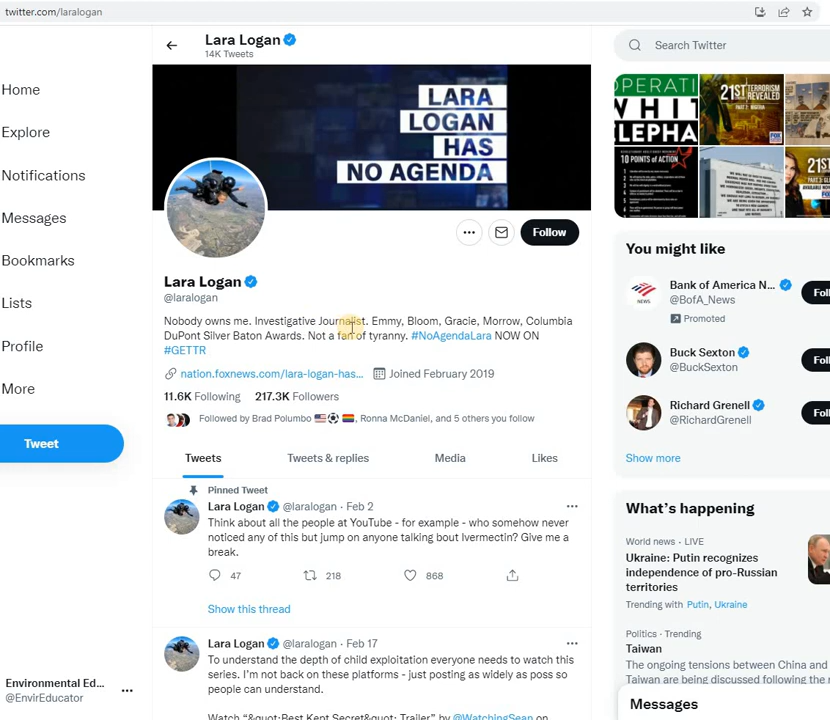 twitter.com/laralogan
Home
Explore
Notifications
Messages
Bookmarks
Lists
Profile
More
Tweet
Environmental Ed...
@EnvirEducator
Lara Logan
14K Tweets
LARA
LOGAN
HAS
NO AGENDA
Follow
Lara Logan
@laralogan
Nobody owns me. Investigative Journalist. Emmy, Bloom, Gracie, Morrow, Columbia
DuPont Silver Baton Awards. Not a fan of tyranny. #NoAgendaLara NOW ON
#GETTR
nation.foxnews.com/lara-logan-has... Joined February 2019
11.6K Following 217.3K Followers
Followed by Brad Polumbo, Ronna McDaniel, and 5 others you follow
Tweets Tweets & replies Media Likes
Pinned Tweet
Lara Logan @laralogan · Feb 2
Think about all the people at YouTube - for example - who somehow never
noticed any of this but jump on anyone talking bout Ivermectin? Give me a
break.
47 218 868
Show this thread
Lara Logan @laralogan · Feb 17
To understand the depth of child exploitation everyone needs to watch this
series. I'm not back on these platforms - just posting as widely as poss so
people can understand.
Watch "&quot;Best Kept Secret&quot; Trailer" by @WatchingSean on
Search Twitter
OPERATI
WHIT
ELEPHA
21ST TERRORISM
REVEALED
10 POINTS OF ACTION
21ST
You might like
Bank of America N...
@BofA_News
Promoted
Foll
Buck Sexton
@BuckSexton
Foll
Richard Grenell
@RichardGrenell
Foll
Show more
What's happening
World news · LIVE
Ukraine: Putin recognizes
independence of pro-Russian
territories
Trending with Putin, Ukraine
Politics · Trending
Taiwan
The ongoing tensions between China and
Taiwan are being discussed following the
Messages